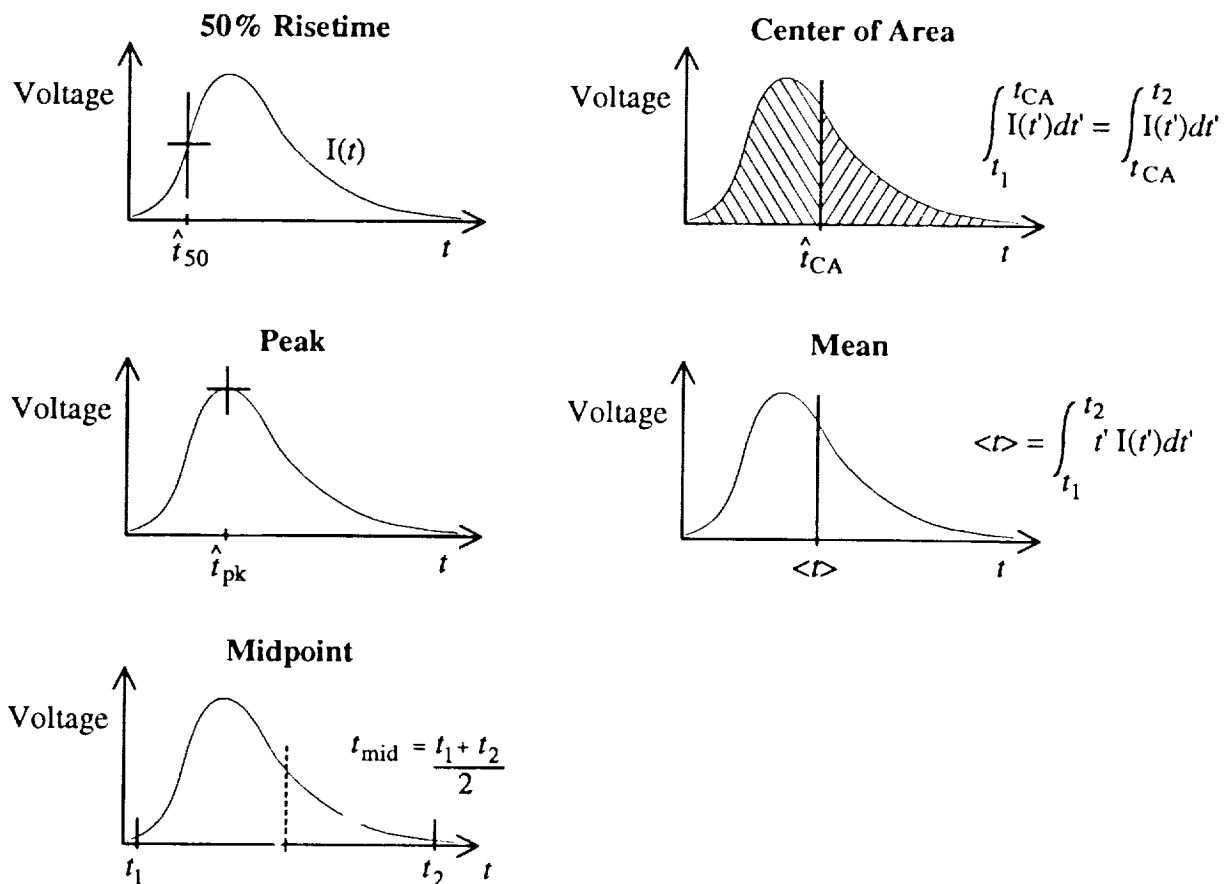 50% Risetime
Voltage
I(t)
t̂50
t
Center of Area
Voltage
∫t1^tCA I(t')dt' = ∫tCA^t2 I(t')dt'
t̂CA
t
Peak
Voltage
t̂pk
t
Mean
Voltage
<t> = ∫t1^t2 t' I(t')dt'
<t>
t
Midpoint
Voltage
tmid = t1 + t2
2
t1
t2
t